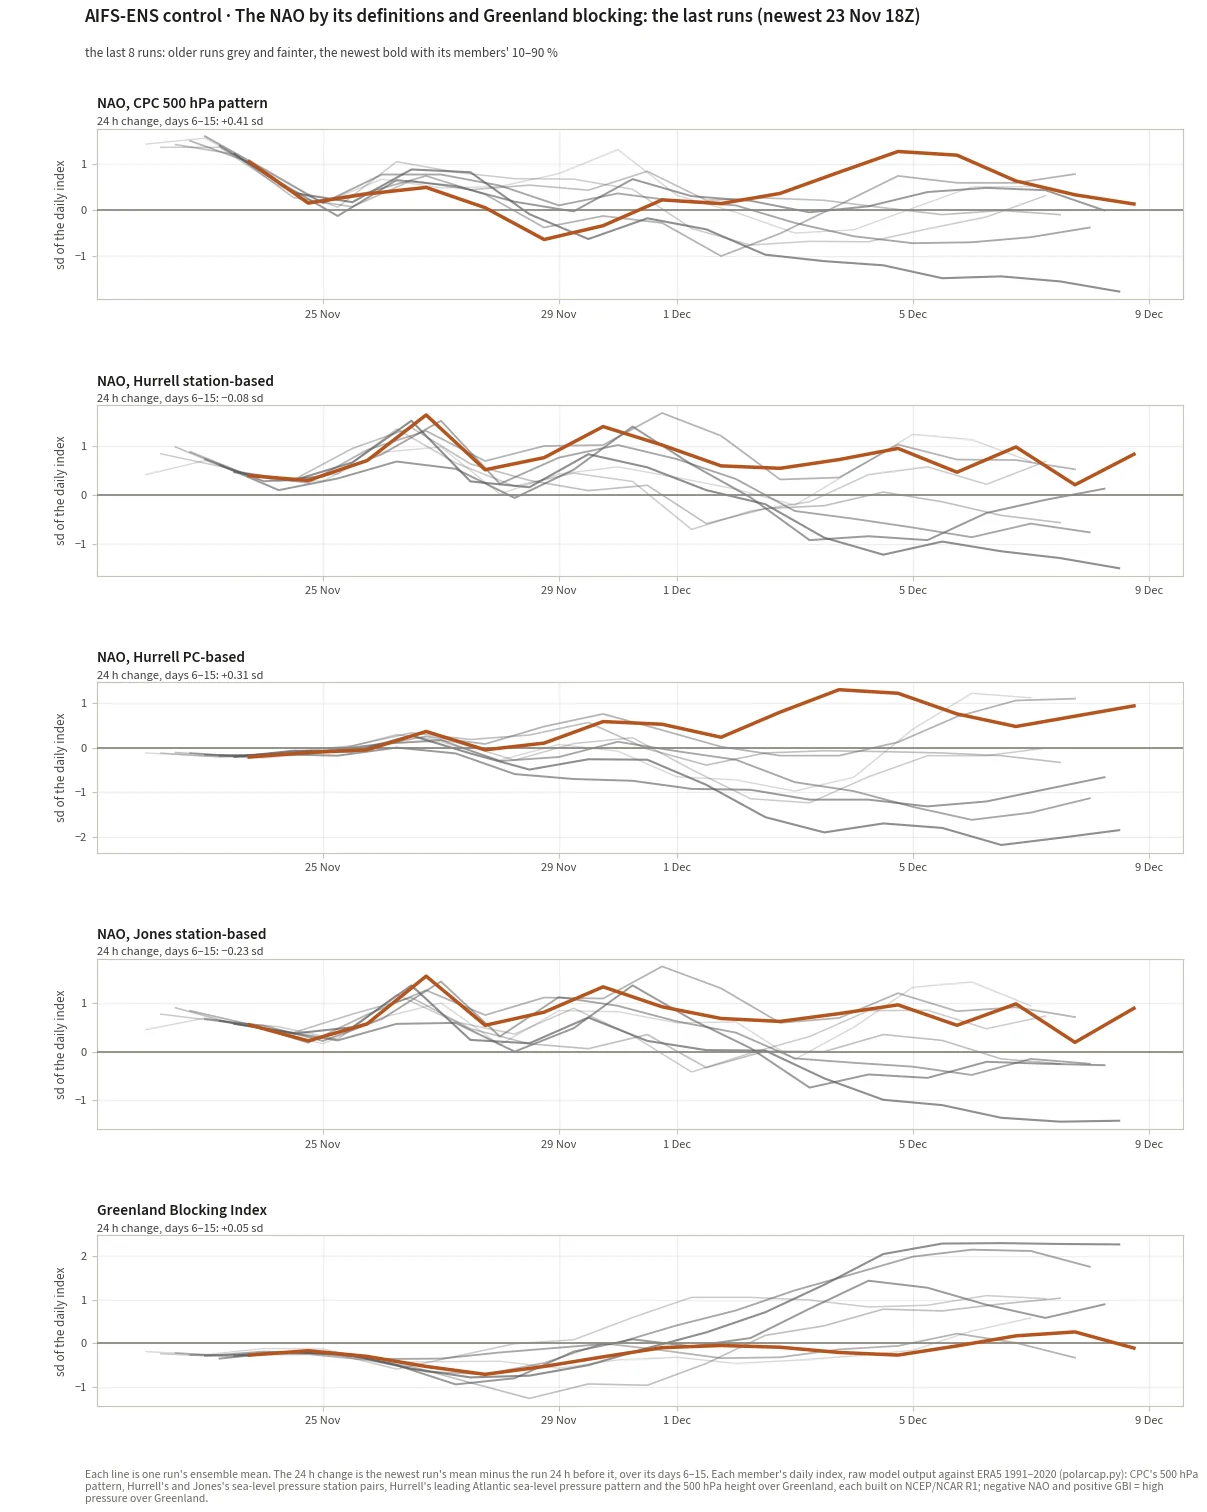 AIFS-ENS control · The NAO by its definitions and Greenland blocking: the last runs (newest 23 Nov 18Z)
the last 8 runs: older runs grey and fainter, the newest bold with its members' 10–90 %
NAO, CPC 500 hPa pattern
24 h change, days 6–15: +0.41 sd
sd of the daily index
1
0
−1
25 Nov
29 Nov
1 Dec
5 Dec
9 Dec
NAO, Hurrell station-based
24 h change, days 6–15: −0.08 sd
sd of the daily index
1
0
−1
25 Nov
29 Nov
1 Dec
5 Dec
9 Dec
NAO, Hurrell PC-based
24 h change, days 6–15: +0.31 sd
sd of the daily index
1
0
−1
−2
25 Nov
29 Nov
1 Dec
5 Dec
9 Dec
NAO, Jones station-based
24 h change, days 6–15: −0.23 sd
sd of the daily index
1
0
−1
25 Nov
29 Nov
1 Dec
5 Dec
9 Dec
Greenland Blocking Index
24 h change, days 6–15: +0.05 sd
sd of the daily index
2
1
0
−1
25 Nov
29 Nov
1 Dec
5 Dec
9 Dec
Each line is one run's ensemble mean. The 24 h change is the newest run's mean minus the run 24 h before it, over its days 6–15. Each member's daily index, raw model output against ERA5 1991–2020 (polarcap.py): CPC's 500 hPa
pattern, Hurrell's and Jones's sea-level pressure station pairs, Hurrell's leading Atlantic sea-level pressure pattern and the 500 hPa height over Greenland, each built on NCEP/NCAR R1; negative NAO and positive GBI = high
pressure over Greenland.